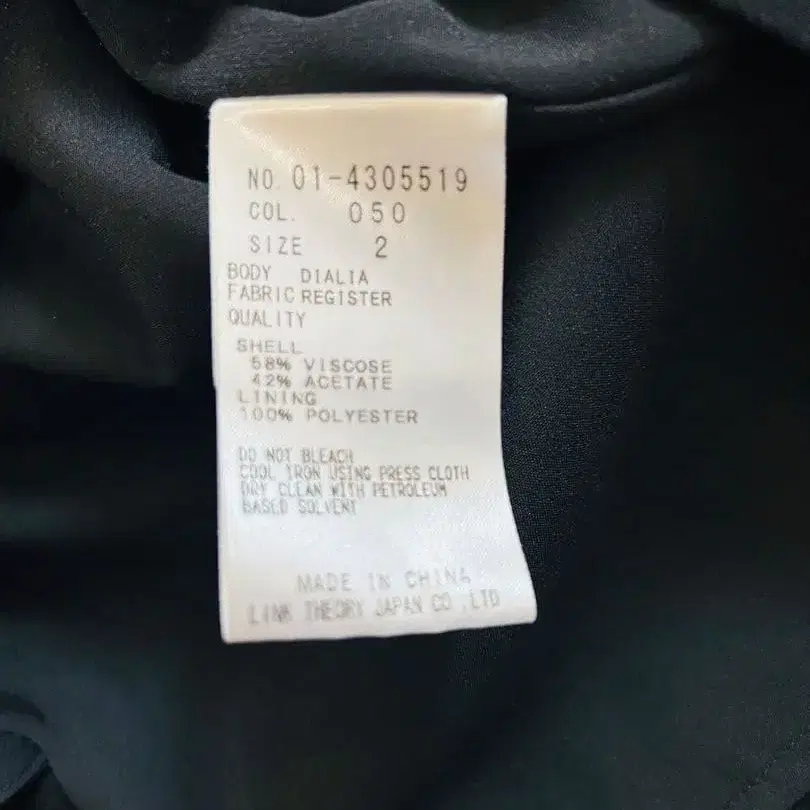 NO. 01-4305519
COL. 050
SIZE 2
BODY DIALIA
FABRIC REGISTER
QUALITY
SHELL
58% VISCOSE
42% ACETATE
LINING
100% POLYESTER
DO NOT BLEACH
COOL IRON USING PRESS CLOTH
DRY CLEAN WITH PETROLEUM
BASED SOLVENT
MADE IN CHINA
LINK THEORY JAPAN CO.,LTD